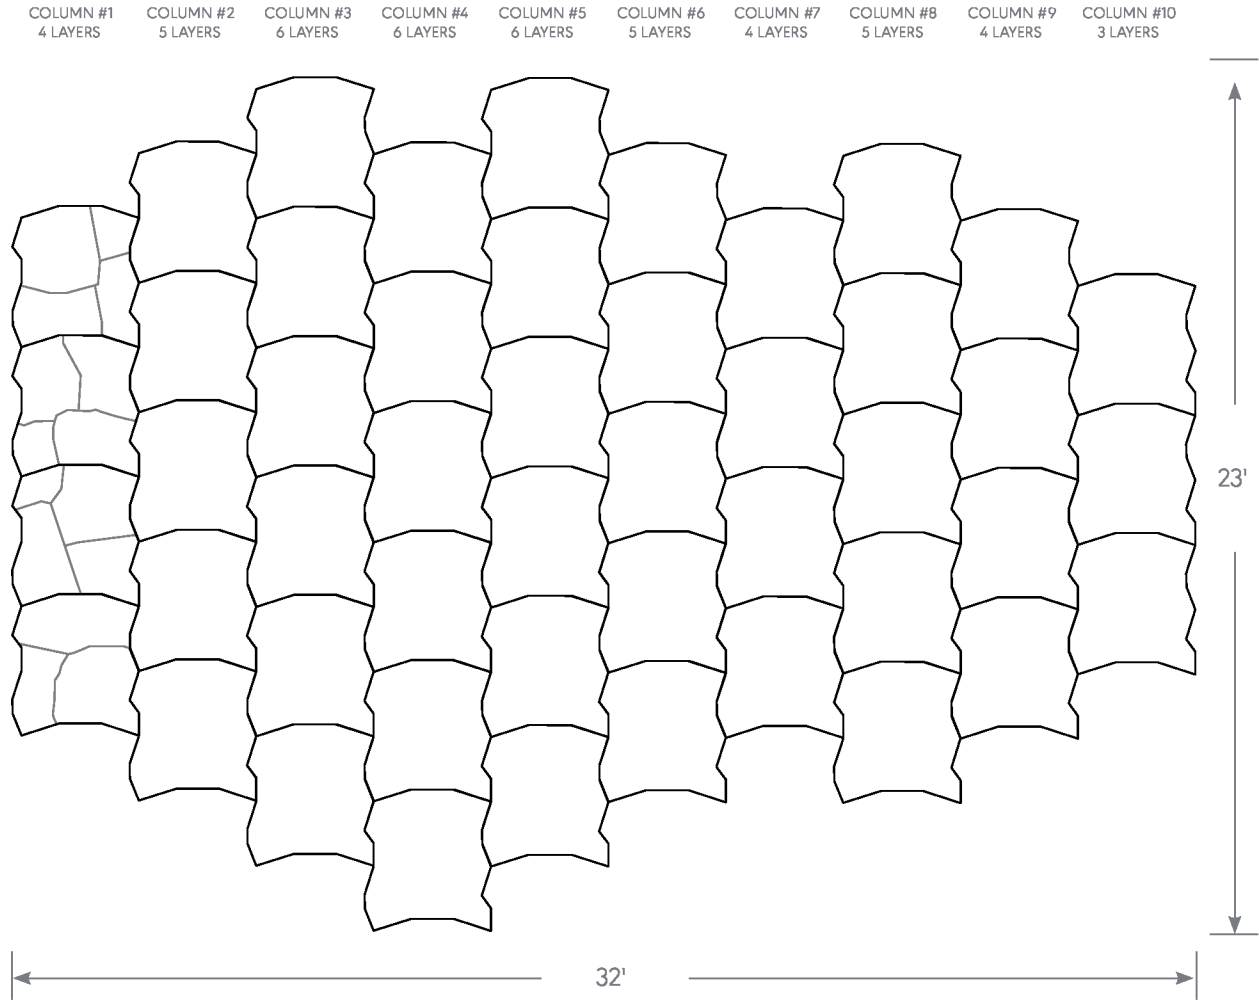 COLUMN #1
4 LAYERS
COLUMN #2
5 LAYERS
COLUMN #3
6 LAYERS
COLUMN #4
6 LAYERS
COLUMN #5
6 LAYERS
COLUMN #6
5 LAYERS
COLUMN #7
4 LAYERS
COLUMN #8
5 LAYERS
COLUMN #9
4 LAYERS
COLUMN #10
3 LAYERS
23'
32'